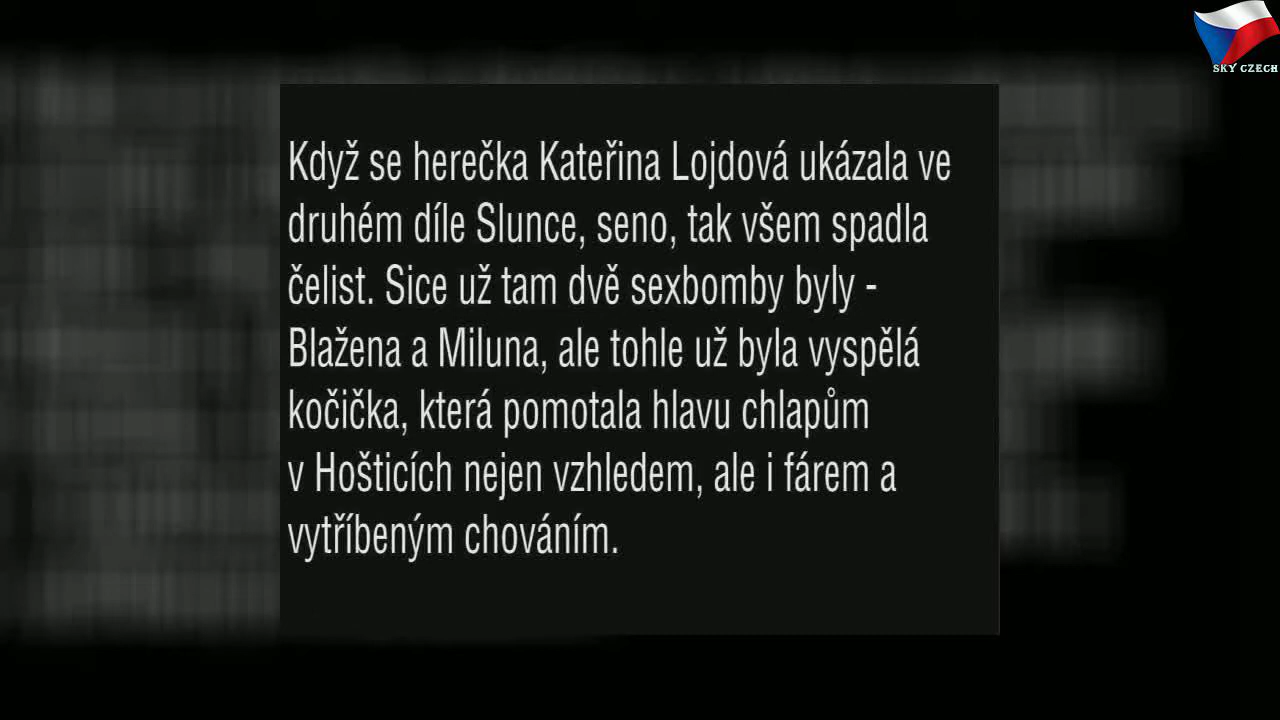 SKY CZECH
Když se herečka Kateřina Lojdová ukázala ve
druhém díle Slunce, seno, tak všem spadla
čelist. Sice už tam dvě sexbomby byly -
Blažena a Miluna, ale tohle už byla vyspělá
kočička, která pomotala hlavu chlapům
v Hošticích nejen vzhledem, ale i fárem a
vytříbeným chováním.